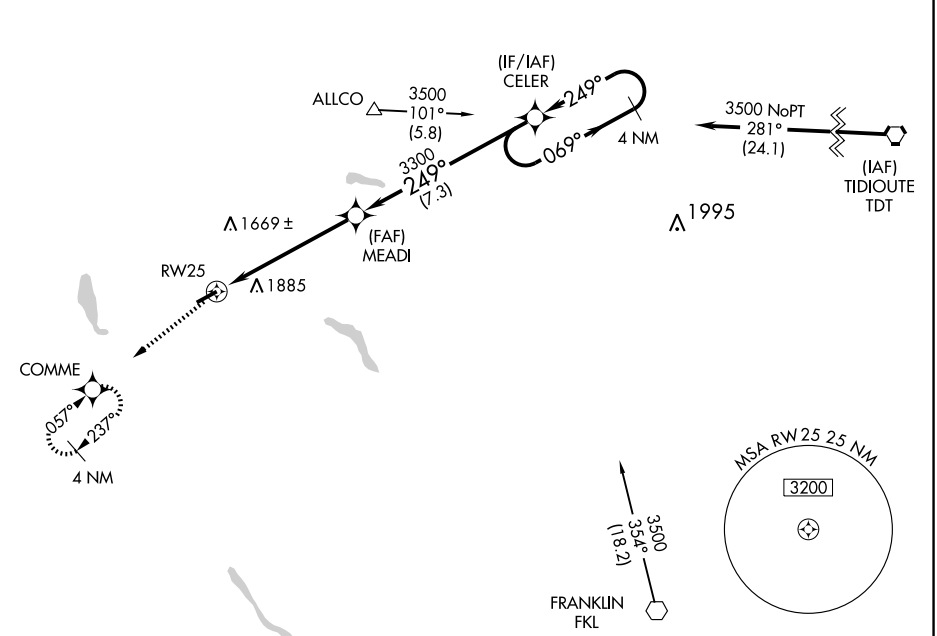 (IF/IAF)
CELER
ALLCO
3500
101°
(5.8)
249°
069°
4 NM
3500 NoPT
281°
(24.1)
(IAF)
TIDIOUTE
TDT
3300
249°
(7.3)
1669 ±
(FAF)
MEADI
1995
RW25
1885
COMME
057°
237°
4 NM
MSA RW25 25 NM
3200
3500
354°
(18.2)
FRANKLIN
FKL